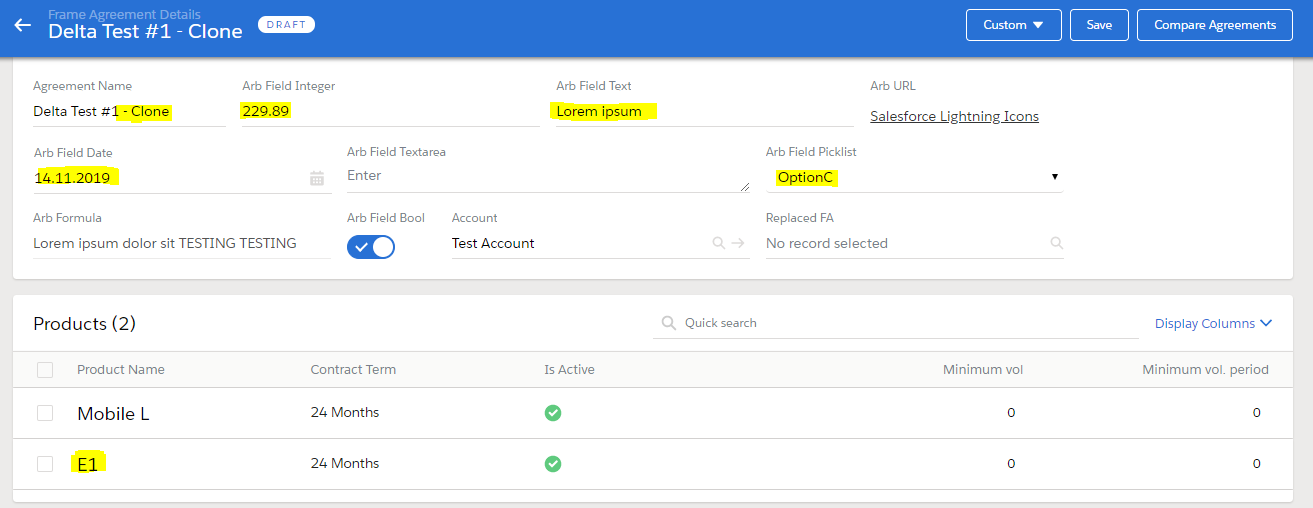 Frame Agreement Details
Delta Test #1 - Clone DRAFT Custom Save Compare Agreements
Agreement Name Arb Field Integer Arb Field Text Arb URL
Delta Test #1 - Clone 229.89 Lorem ipsum Salesforce Lightning Icons
Arb Field Date Arb Field Textarea Arb Field Picklist
14.11.2019 Enter OptionC
Arb Formula Arb Field Bool Account Replaced FA
Lorem ipsum dolor sit TESTING TESTING Test Account No record selected
Products (2) Quick search Display Columns
Product Name Contract Term Is Active Minimum vol Minimum vol. period
Mobile L 24 Months 0 0
E1 24 Months 0 0